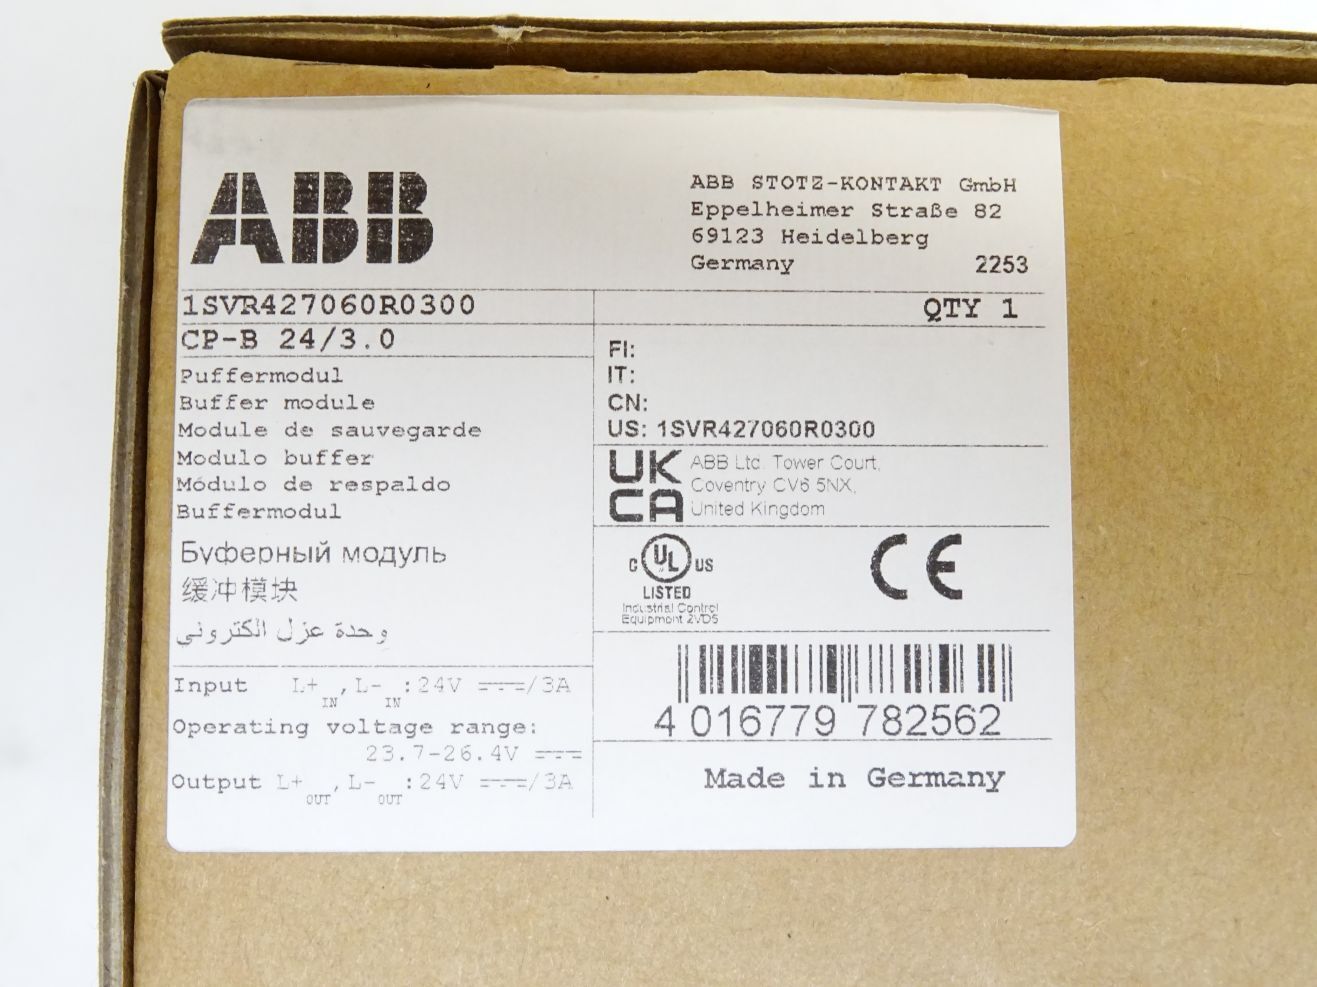 ABB
ABB STOTZ-KONTAKT GmbH
Eppelheimer Straße 82
69123 Heidelberg
Germany 2253
1SVR427060R0300
QTY 1
CP-B 24/3.0
Puffermodul
Buffer module
Module de sauvegarde
Modulo buffer
Módulo de respaldo
Buffermodul
Буферный модуль
缓冲模块
وحدة عزل الكتروني
Input L+IN, L-IN:24V ⎓/3A
Operating voltage range:
23.7-26.4V ⎓
Output L+OUT, L-OUT:24V ⎓/3A
FI:
IT:
CN:
US: 1SVR427060R0300
UK
CA
ABB Ltd. Tower Court,
Coventry CV6 5NX,
United Kingdom
C UL US
LISTED
Industrial Control
Equipment 2VD5
CE
4 016779 782562
Made in Germany